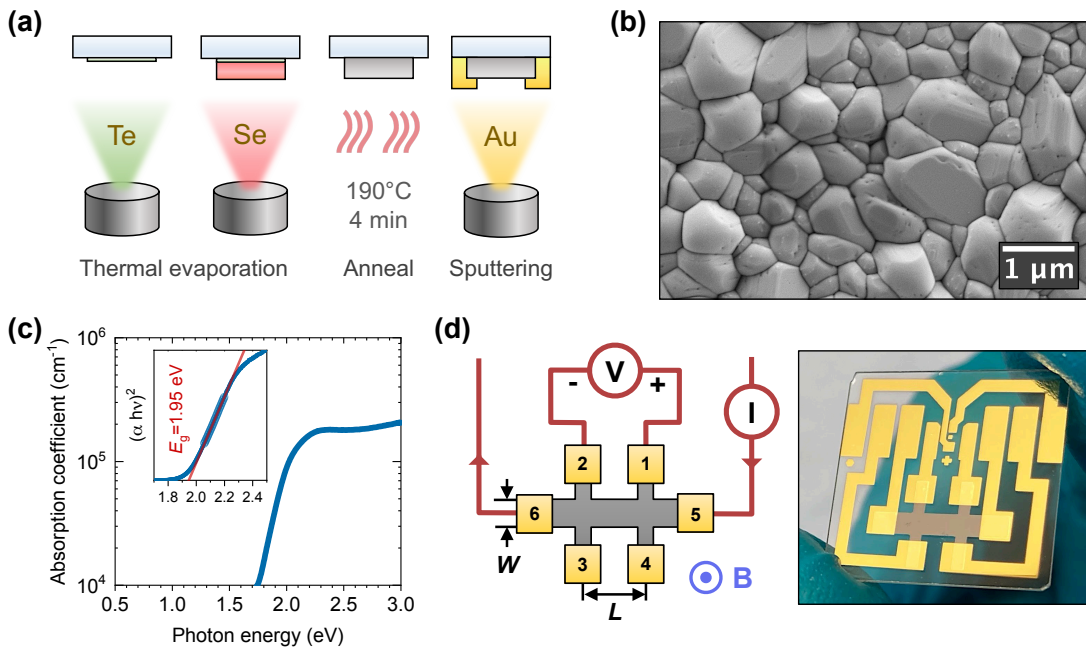 (a)
Te
Se
Au
190°C
4 min
Thermal evaporation
Anneal
Sputtering
(b)
1 μm
(c)
Absorption coefficient (cm⁻¹)
10⁶
10⁵
10⁴
0.5 1.0 1.5 2.0 2.5 3.0
Photon energy (eV)
(α hν)²
E_g=1.95 eV
1.8 2.0 2.2 2.4
(d)
V
- +
I
2 1
6 5
3 4
W
L
B